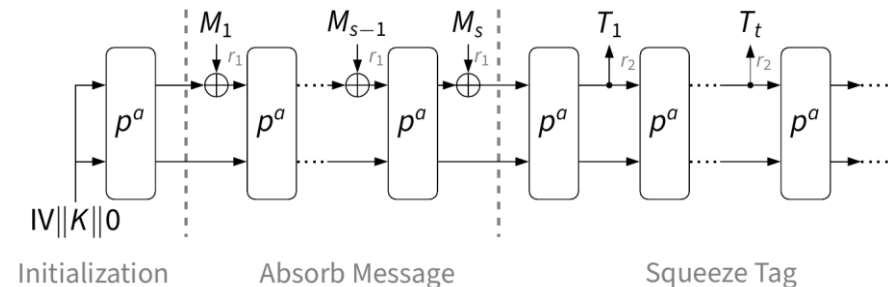 M₁ Mₛ₋₁ Mₛ T₁ Tₜ
r₁ r₁ r₁ r₂ r₂
pᵃ pᵃ pᵃ pᵃ pᵃ pᵃ
IV||K||0
Initialization Absorb Message Squeeze Tag